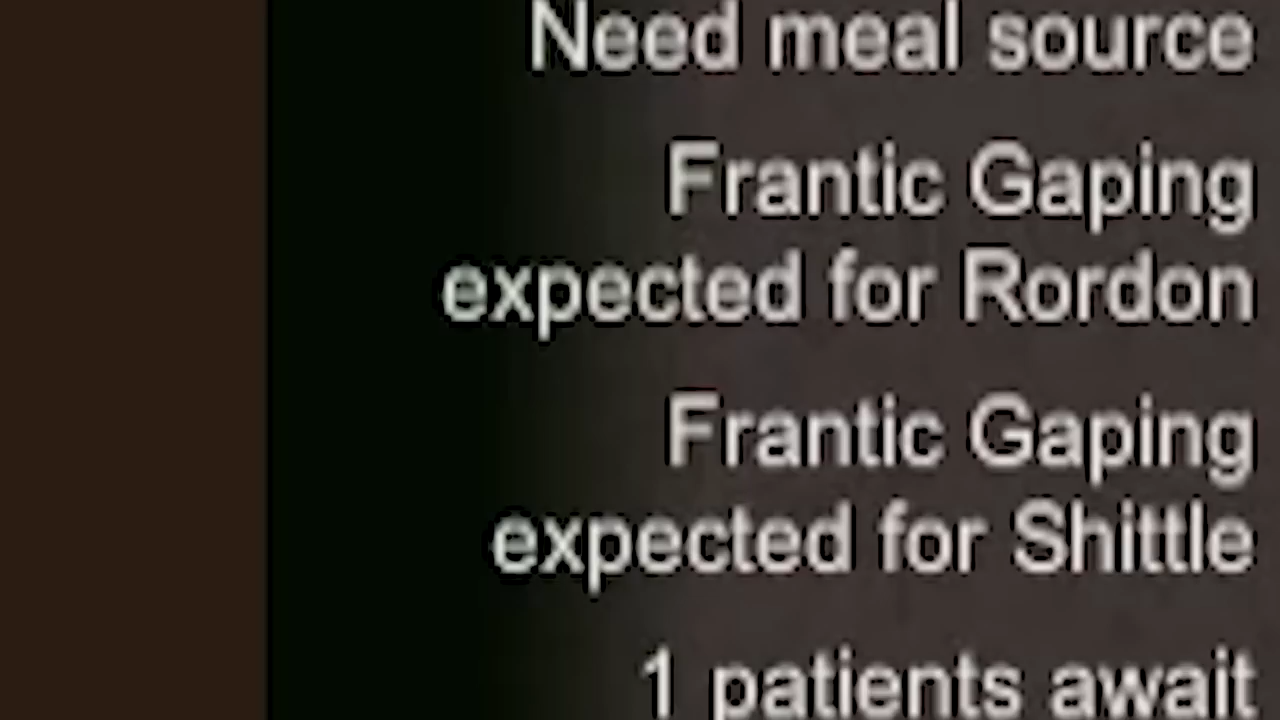 Need meal source
Frantic Gaping
expected for Rordon
Frantic Gaping
expected for Shittle
1 patients await